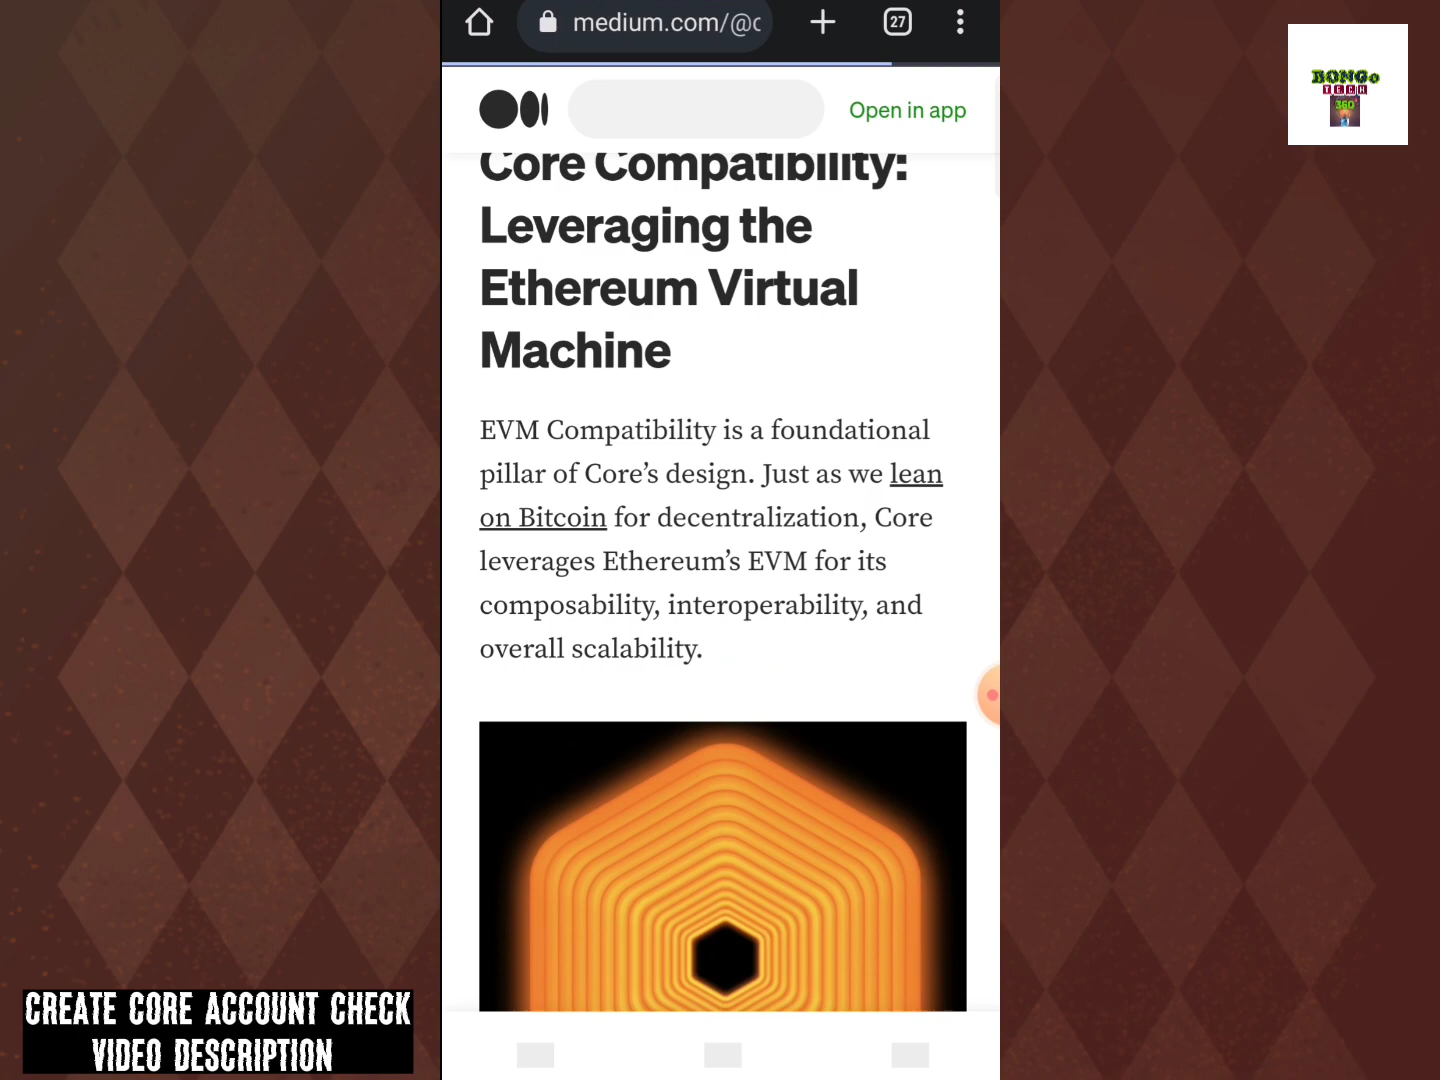 medium.com/@c
27
BONGo
TECH
360°
Open in app
Core Compatibility:
Leveraging the
Ethereum Virtual
Machine
EVM Compatibility is a foundational
pillar of Core’s design. Just as we lean
on Bitcoin for decentralization, Core
leverages Ethereum’s EVM for its
composability, interoperability, and
overall scalability.
CREATE CORE ACCOUNT CHECK
VIDEO DESCRIPTION